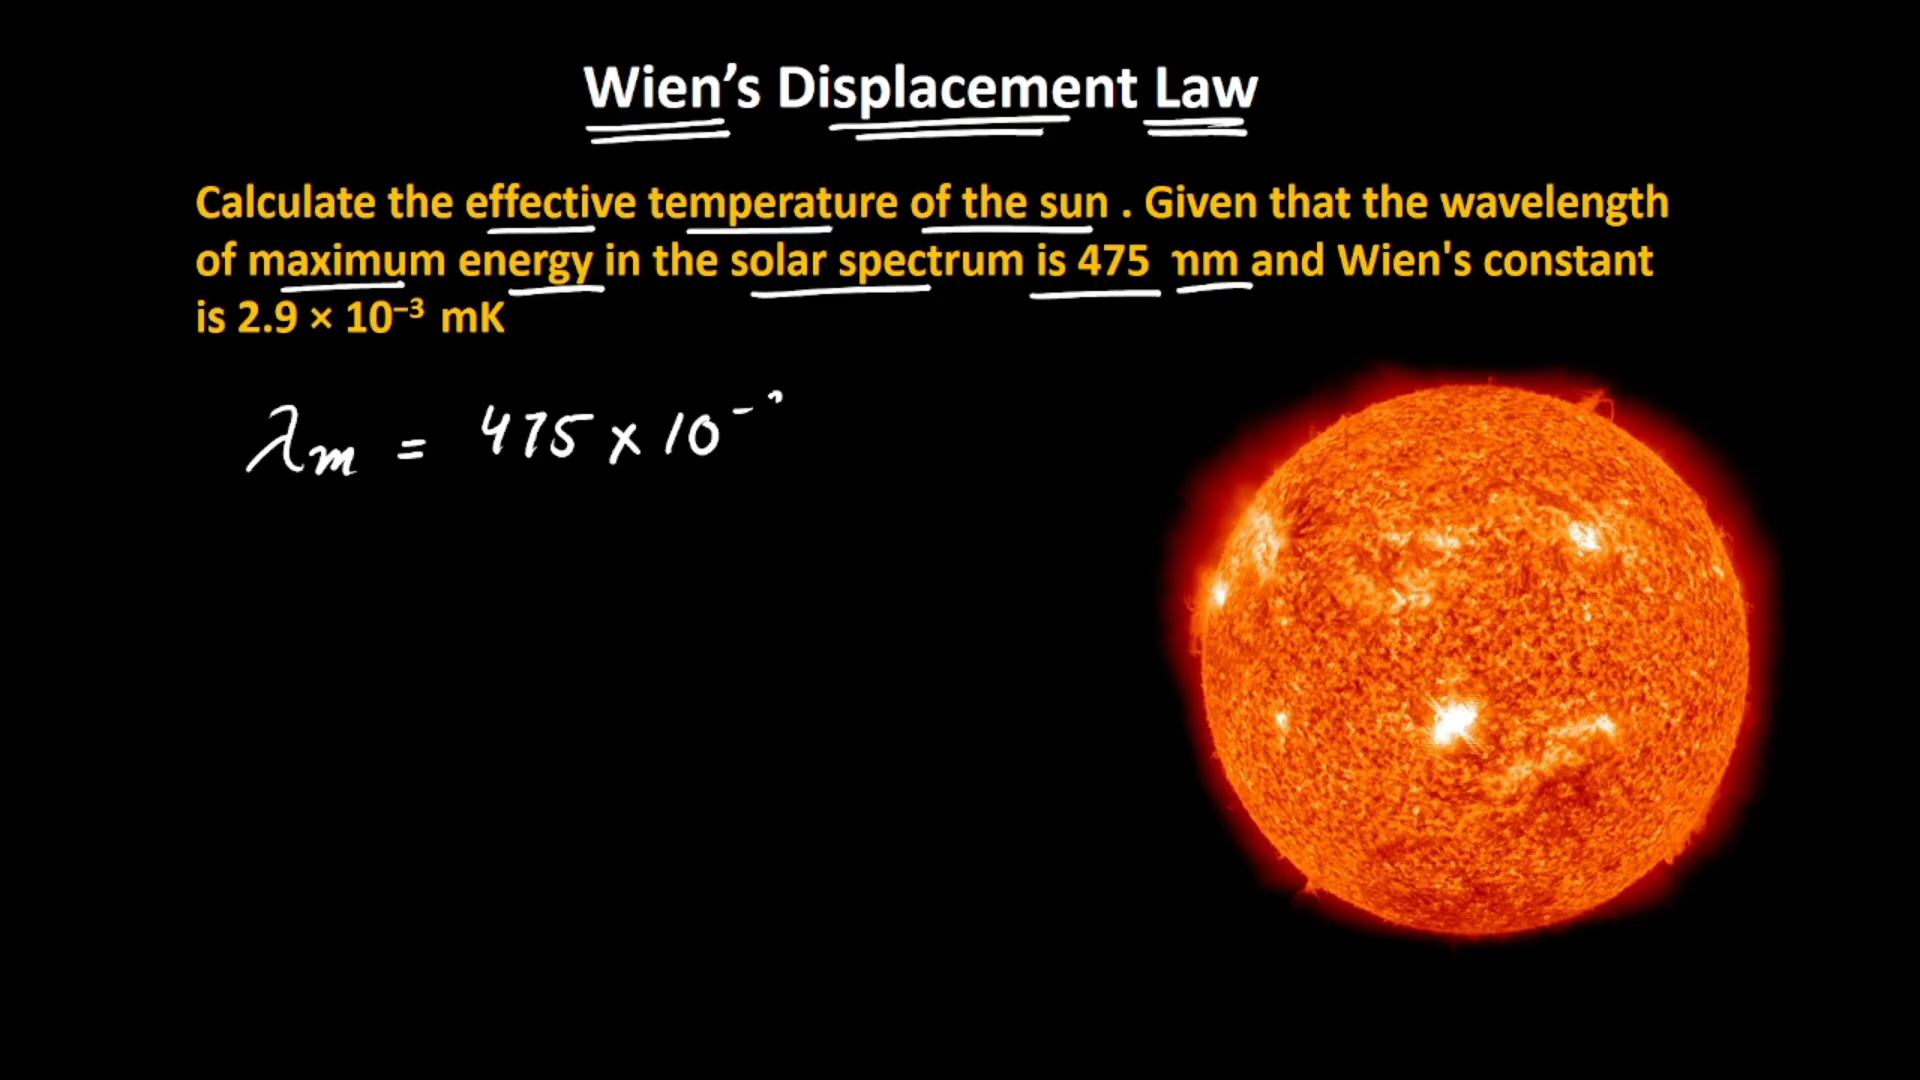 Wien’s Displacement Law
Calculate the effective temperature of the sun . Given that the wavelength
of maximum energy in the solar spectrum is 475 nm and Wien's constant
is 2.9 × 10⁻³ mK
λm = 475 × 10⁻